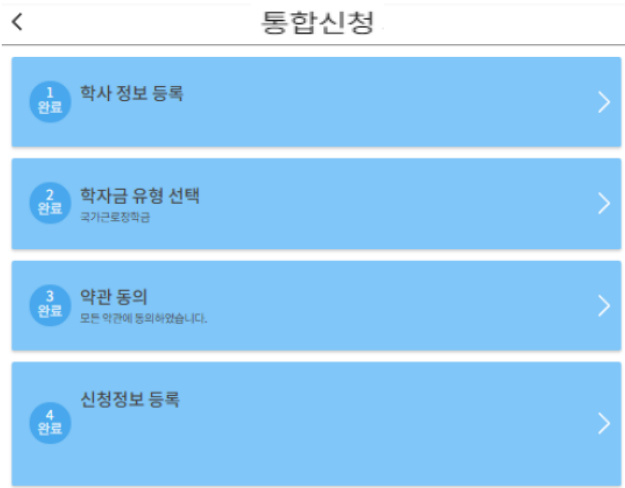 통합신청
1
완료
학사 정보 등록
2
완료
학자금 유형 선택
국가근로장학금
3
완료
약관 동의
모든 약관에 동의하였습니다.
4
완료
신청정보 등록